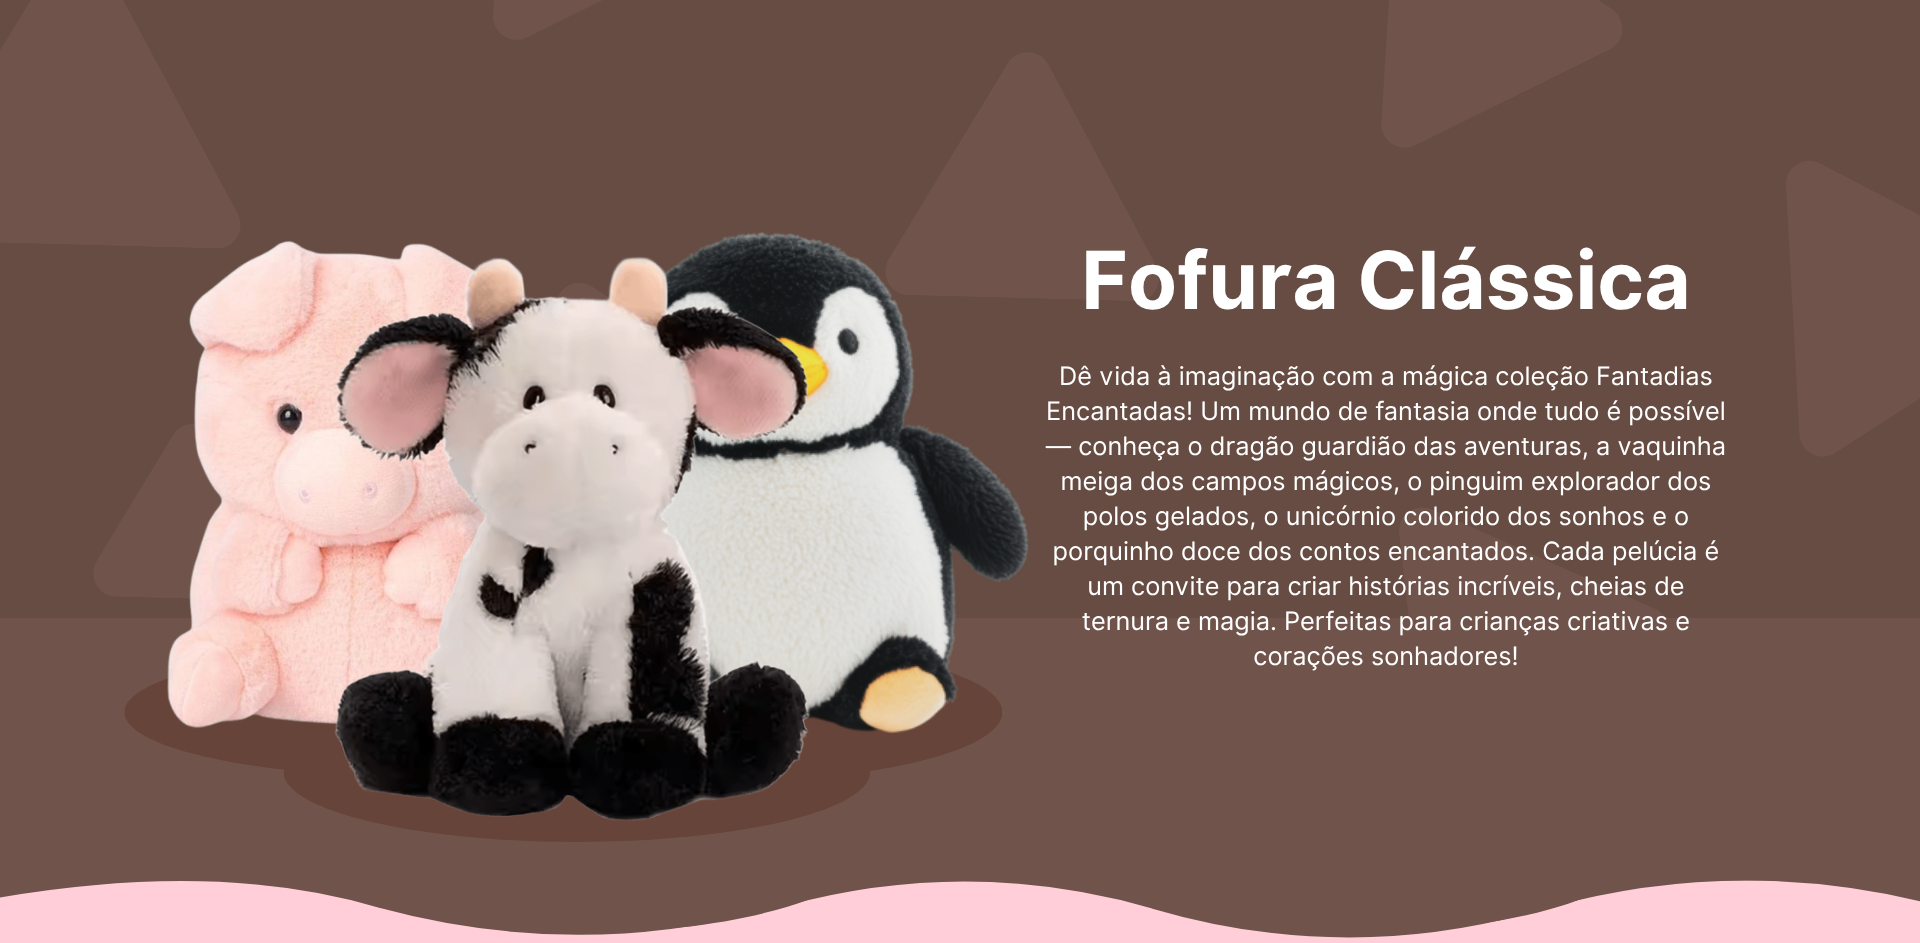 Fofura Clássica
Dê vida à imaginação com a mágica coleção Fantadias
Encantadas! Um mundo de fantasia onde tudo é possível
— conheça o dragão guardião das aventuras, a vaquinha
meiga dos campos mágicos, o pinguim explorador dos
polos gelados, o unicórnio colorido dos sonhos e o
porquinho doce dos contos encantados. Cada pelúcia é
um convite para criar histórias incríveis, cheias de
ternura e magia. Perfeitas para crianças criativas e
corações sonhadores!